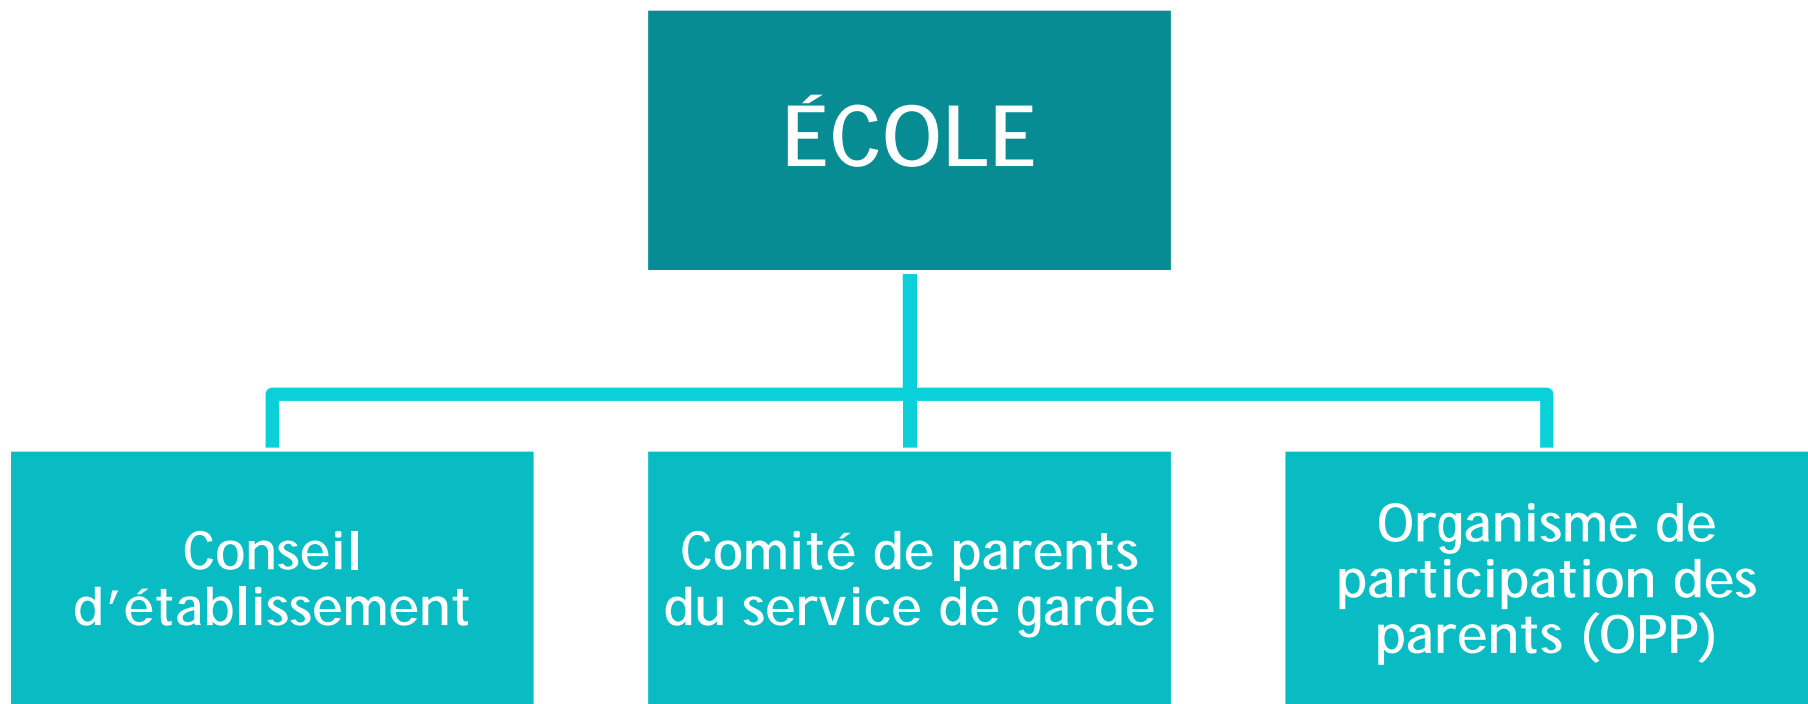 ÉCOLE
Conseil
d'établissement
Comité de parents
du service de garde
Organisme de
participation des
parents (OPP)